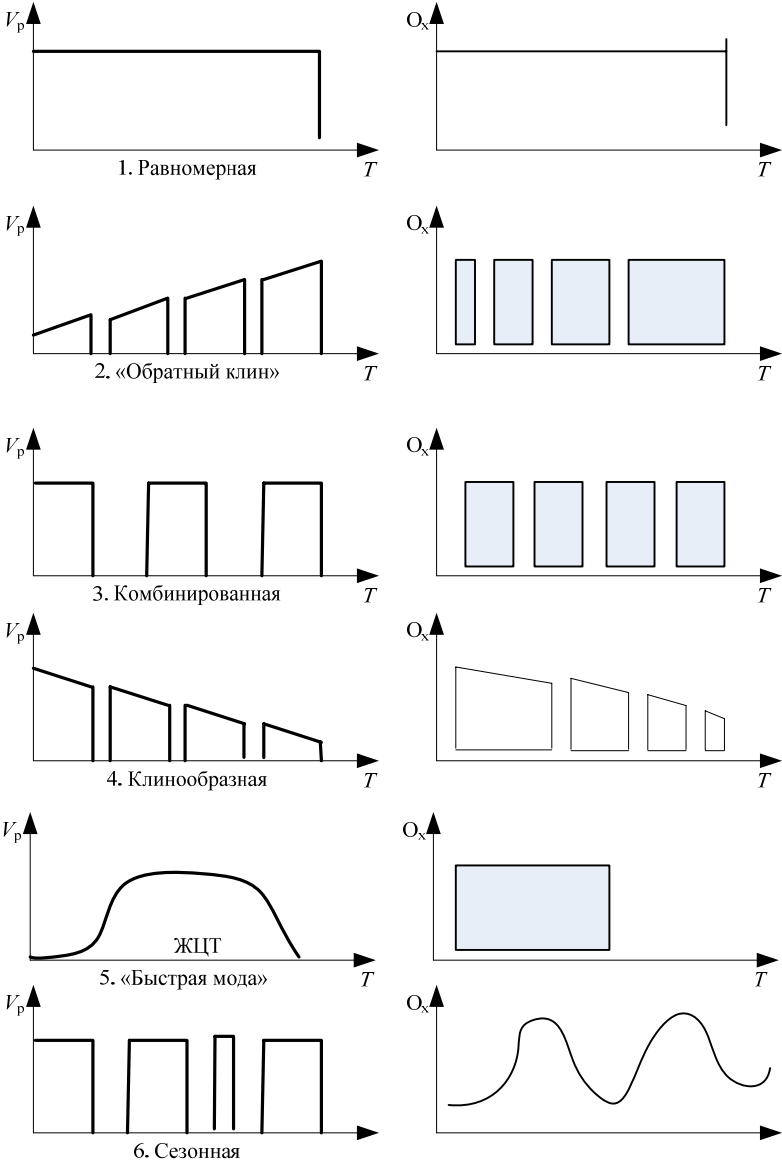 Vр
Oх
T
T
1. Равномерная
Vр
Oх
T
T
2. «Обратный клин»
Vр
Oх
T
T
3. Комбинированная
Vр
Oх
T
T
4. Клинообразная
Vр
Oх
ЖЦТ
T
T
5. «Быстрая мода»
Vр
Oх
6. Сезонная